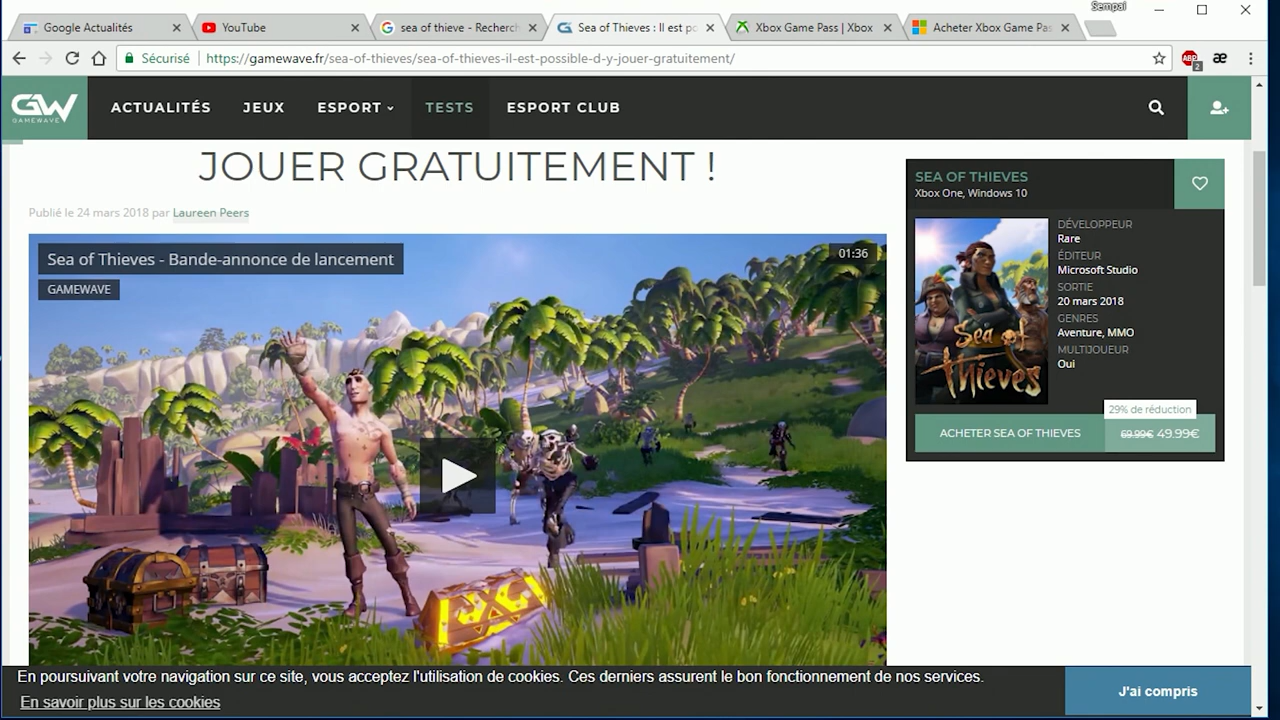 Sempaï
Google Actualités
YouTube
sea of thieve - Recherch
Sea of Thieves : Il est po
Xbox Game Pass | Xbox
Acheter Xbox Game Pa
Sécurisé
https://gamewave.fr/sea-of-thieves/sea-of-thieves-il-est-possible-d-y-jouer-gratuitement/
ABP
2
æ
GW
GAMEWAVE
ACTUALITÉS
JEUX
ESPORT
TESTS
ESPORT CLUB
JOUER GRATUITEMENT !
Publié le 24 mars 2018 par Laureen Peers
Sea of Thieves - Bande-annonce de lancement
01:36
GAMEWAVE
SEA OF THIEVES
Xbox One, Windows 10
Sea of Thieves
DÉVELOPPEUR
Rare
ÉDITEUR
Microsoft Studio
SORTIE
20 mars 2018
GENRES
Aventure, MMO
MULTIJOUEUR
Oui
29% de réduction
ACHETER SEA OF THIEVES
69.99€ 49.99€
En poursuivant votre navigation sur ce site, vous acceptez l'utilisation de cookies. Ces derniers assurent le bon fonctionnement de nos services.
En savoir plus sur les cookies
J'ai compris